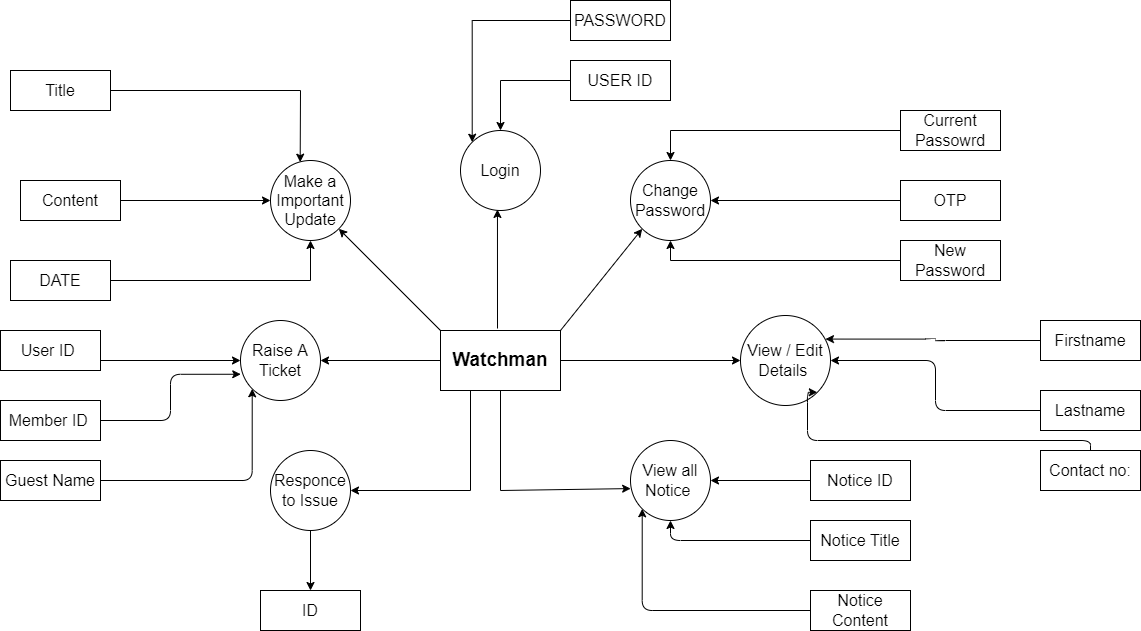 PASSWORD
USER ID
Title
Login
Current
Passowrd
Content
Make a
Important
Update
Change
Password
OTP
DATE
New
Password
User ID
Raise A
Ticket
Watchman
View / Edit
Details
Firstname
Member ID
Lastname
Guest Name
Responce
to Issue
View all
Notice
Notice ID
Contact no:
Notice Title
ID
Notice
Content